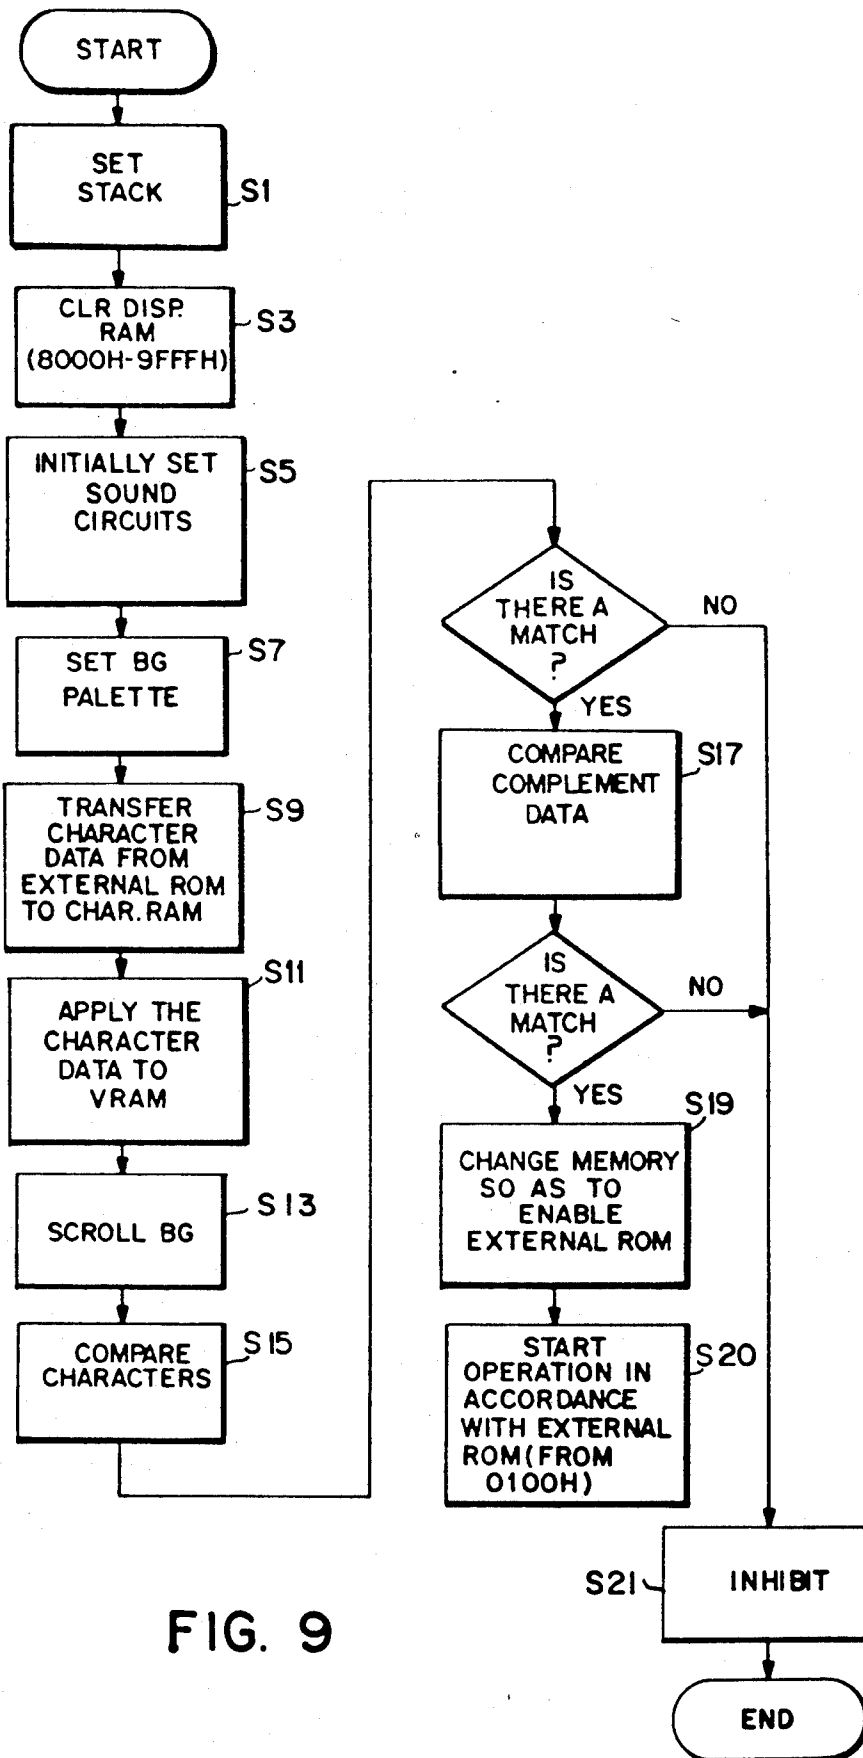 START
SET
STACK
S1
CLR DISP.
RAM
(8000H-9FFFH)
S3
INITIALLY SET
SOUND
CIRCUITS
S5
SET BG
PALETTE
S7
TRANSFER
CHARACTER
DATA FROM
EXTERNAL ROM
TO CHAR. RAM
S9
APPLY THE
CHARACTER
DATA TO
VRAM
S11
SCROLL BG
S13
COMPARE
CHARACTERS
S15
IS
THERE A
MATCH
?
NO
YES
COMPARE
COMPLEMENT
DATA
S17
IS
THERE A
MATCH
?
NO
YES
CHANGE MEMORY
SO AS TO
ENABLE
EXTERNAL ROM
S19
START
OPERATION IN
ACCORDANCE
WITH EXTERNAL
ROM (FROM
0100H)
S20
INHIBIT
S21
END
FIG. 9